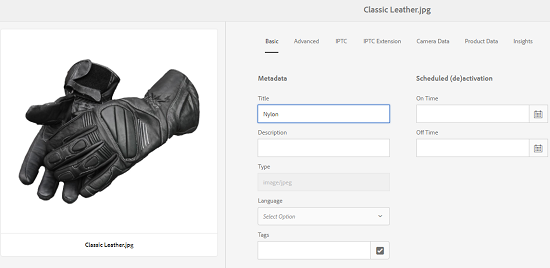 Classic Leather.jpg
Basic Advanced IPTC IPTC Extension Camera Data Product Data Insights
Metadata
Title
Nylon
Description
Type
image/jpeg
Language
Select Option
Tags
Scheduled (de)activation
On Time
Off Time
Classic Leather.jpg